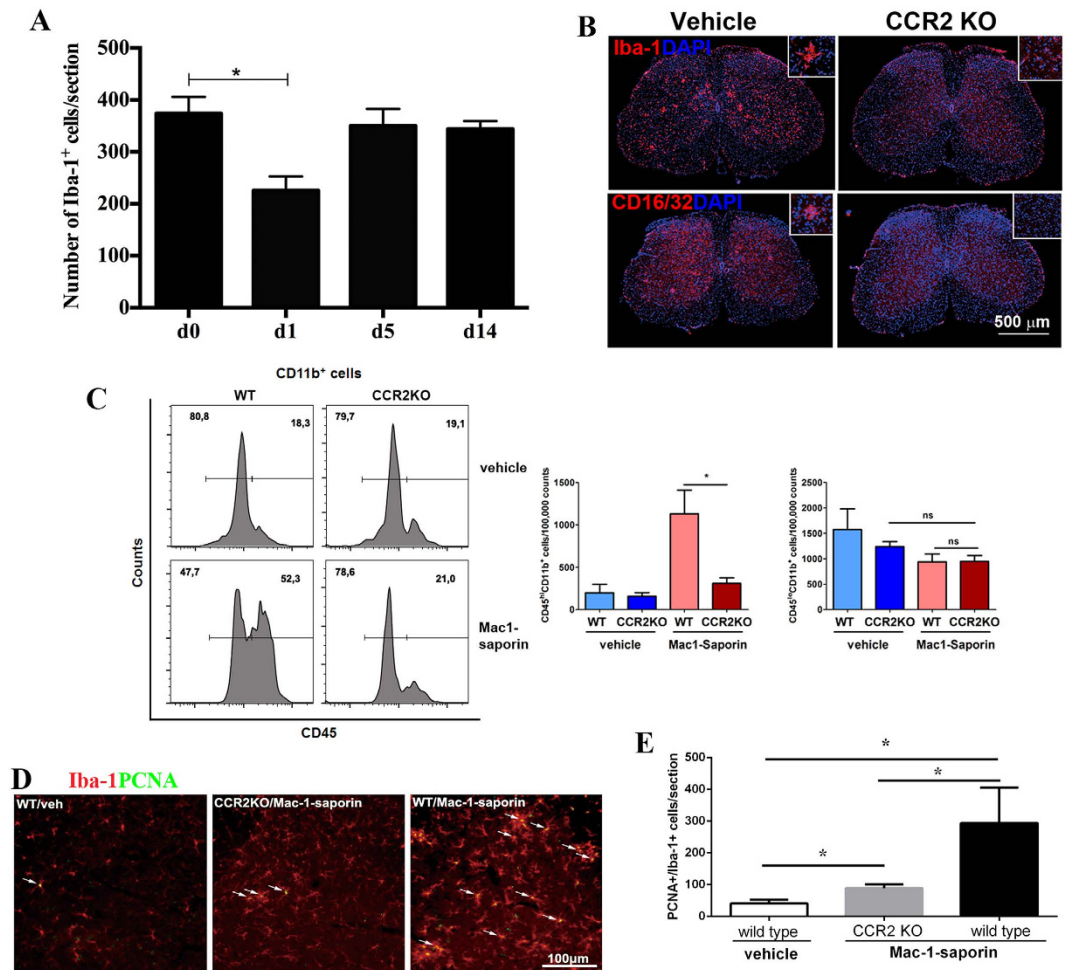 A
Number of Iba-1+ cells/section
500
400
300
200
300
0
*
d0 d1 d5 d14
B
Vehicle CCR2 KO
Iba-1DAPI
CD16/32DAPI
500 µm
C
CD11b+ cells
WT CCR2KO
80,8 18,3
79,7 19,1
vehicle
47,7 52,3
78,6 21,0
Mac1-
saporin
Counts
CD45
CD45hiCD11b+ cells/100,000 counts
1500
1000
500
0
*
WT CCR2KO WT CCR2KO
vehicle Mac1-Saporin
CD45loCD11b+ cells/100,000 counts
2500
2000
1500
1000
500
0
ns
ns
WT CCR2KO WT CCR2KO
vehicle Mac1-Saporin
D
Iba-1PCNA
WT/veh
CCR2KO/Mac-1-saporin
WT/Mac-1-saporin
100µm
E
PCNA+/Iba-1+ cells/section
500
400
300
200
100
0
*
*
*
wild type CCR2 KO wild type
vehicle Mac-1-saporin